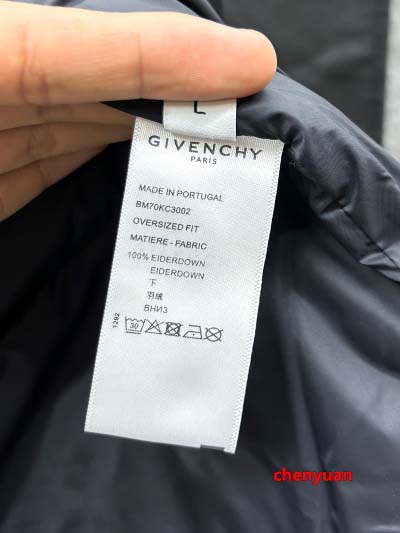 L
GIVENCHY
PARIS
MADE IN PORTUGAL
BM70KC3002
OVERSIZED FIT
MATIERE - FABRIC
100% EIDERDOWN
EIDERDOWN
下
羽绒
ВНИЗ
1292
30
chenyuan